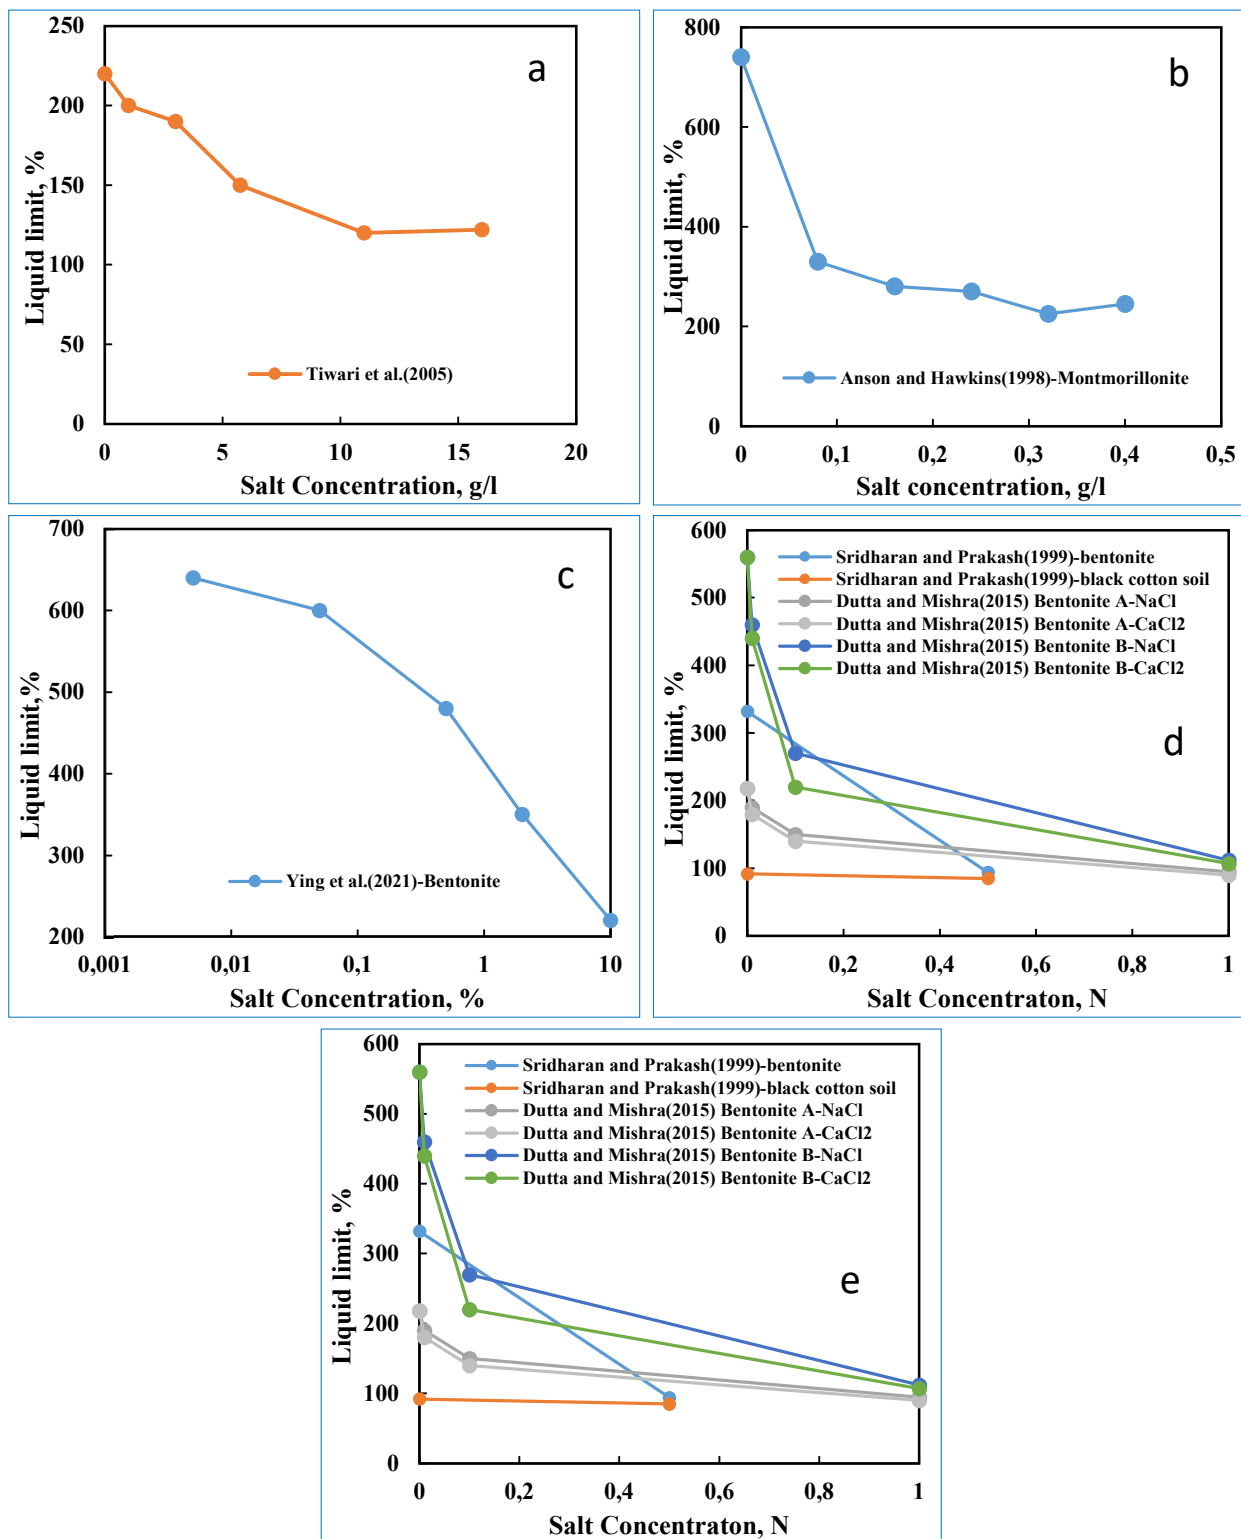 a
250
200
150
100
50
0
Liquid limit, %
Tiwari et al.(2005)
0 5 10 15 20
Salt Concentration, g/l
b
800
600
400
200
0
Liquid limit, %
Anson and Hawkins(1998)-Montmorillonite
0 0,1 0,2 0,3 0,4 0,5
Salt concentration, g/l
c
700
600
500
400
300
200
Liquid limit,%
Ying et al.(2021)-Bentonite
0,001 0,01 0,1 1 10
Salt Concentration, %
600
500
400
300
200
100
0
Liquid limit, %
Sridharan and Prakash(1999)-bentonite
Sridharan and Prakash(1999)-black cotton soil
Dutta and Mishra(2015) Bentonite A-NaCl
Dutta and Mishra(2015) Bentonite A-CaCl2
Dutta and Mishra(2015) Bentonite B-NaCl
Dutta and Mishra(2015) Bentonite B-CaCl2
d
0 0,2 0,4 0,6 0,8 1
Salt Concentraton, N
600
500
400
300
200
100
0
Liquid limit, %
Sridharan and Prakash(1999)-bentonite
Sridharan and Prakash(1999)-black cotton soil
Dutta and Mishra(2015) Bentonite A-NaCl
Dutta and Mishra(2015) Bentonite A-CaCl2
Dutta and Mishra(2015) Bentonite B-NaCl
Dutta and Mishra(2015) Bentonite B-CaCl2
e
0 0,2 0,4 0,6 0,8 1
Salt Concentraton, N